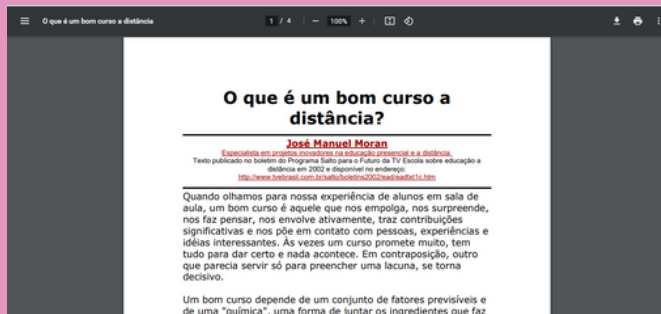 O que é um bom curso a distância
1 / 4 — 100% +
O que é um bom curso a
distância?
José Manuel Moran
Especialista em projetos inovadores na educação presencial e a distância.
Texto publicado no boletim do Programa Salto para o Futuro da TV Escola sobre educação a
distância em 2002 e disponível no endereço:
http://www.tvebrasil.com.br/salto/boletins2002/ead/eadtxt1c.htm
Quando olhamos para nossa experiência de alunos em sala de
aula, um bom curso é aquele que nos empolga, nos surpreende,
nos faz pensar, nos envolve ativamente, traz contribuições
significativas e nos põe em contato com pessoas, experiências e
idéias interessantes. Às vezes um curso promete muito, tem
tudo para dar certo e nada acontece. Em contraposição, outro
que parecia servir só para preencher uma lacuna, se torna
decisivo.
Um bom curso depende de um conjunto de fatores previsíveis e
de uma "química", uma forma de juntar os ingredientes que faz